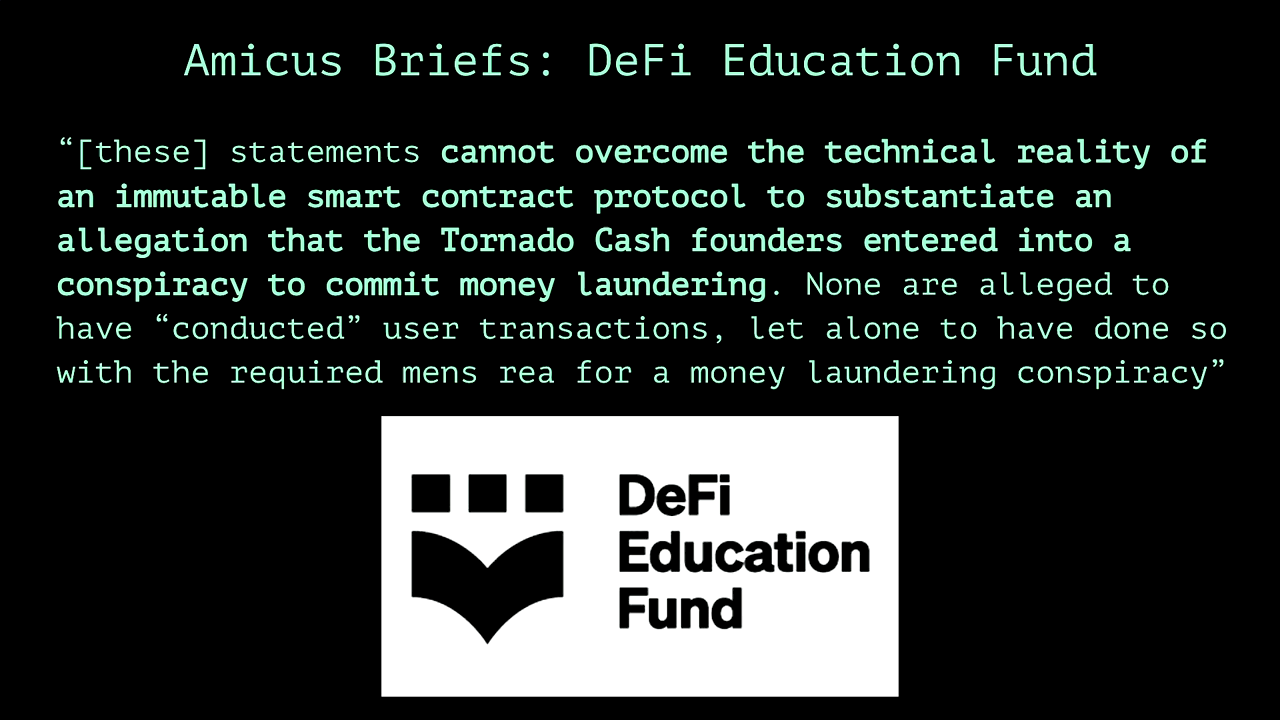 Amicus Briefs: DeFi Education Fund
“[these] statements cannot overcome the technical reality of
an immutable smart contract protocol to substantiate an
allegation that the Tornado Cash founders entered into a
conspiracy to commit money laundering. None are alleged to
have “conducted” user transactions, let alone to have done so
with the required mens rea for a money laundering conspiracy”
DeFi
Education
Fund